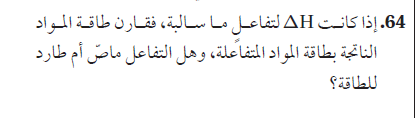 64. إذا كانت ΔH لتفاعل ما سالبة، فقارن طاقة المواد
الناتجة بطاقة المواد المتفاعلة، وهل التفاعل ماصّ أم طارد
للطاقة؟